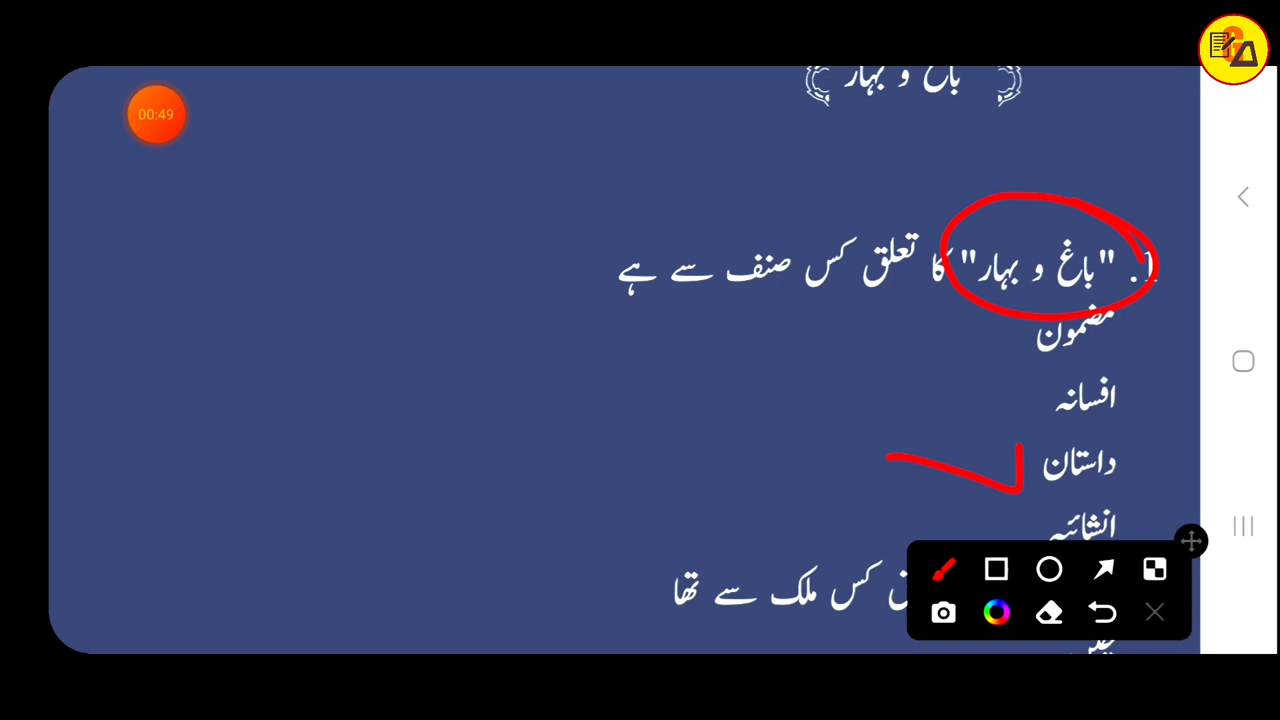 باغ و بہار
00:49
1. "باغ و بہار" کا تعلق کس صنف سے ہے
مضمون
افسانہ
داستان
انشائیہ
کس ملک سے تھا